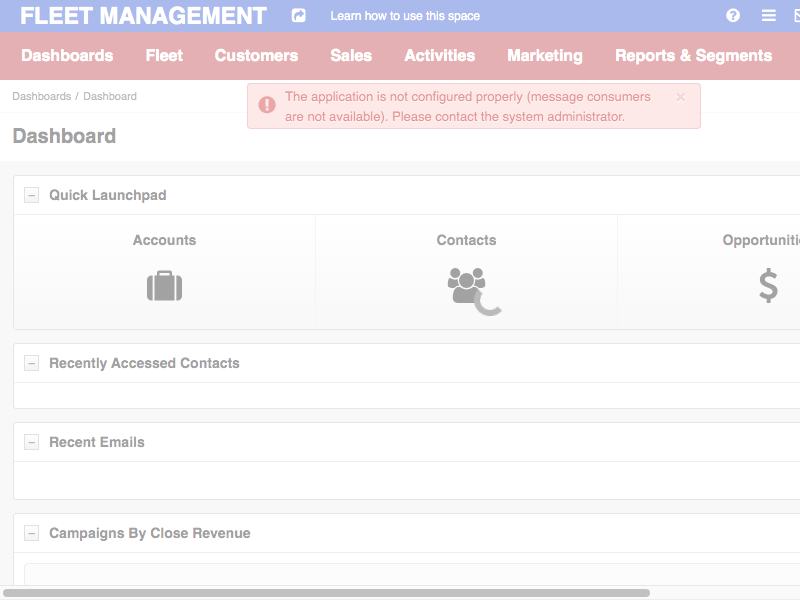 FLEET MANAGEMENT
Learn how to use this space
Dashboards
Fleet
Customers
Sales
Activities
Marketing
Reports & Segments
Dashboards / Dashboard
The application is not configured properly (message consumers
are not available). Please contact the system administrator.
Dashboard
Quick Launchpad
Accounts
Contacts
Opportuniti
Recently Accessed Contacts
Recent Emails
Campaigns By Close Revenue